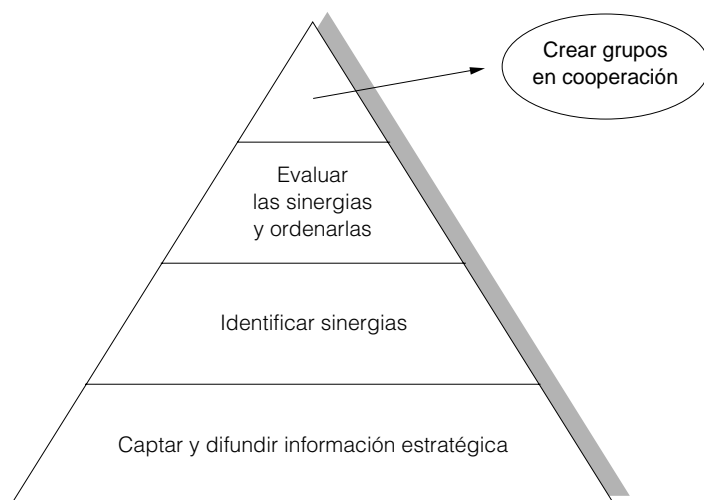 Crear grupos
en cooperación
Evaluar
las sinergias
y ordenarlas
Identificar sinergias
Captar y difundir información estratégica